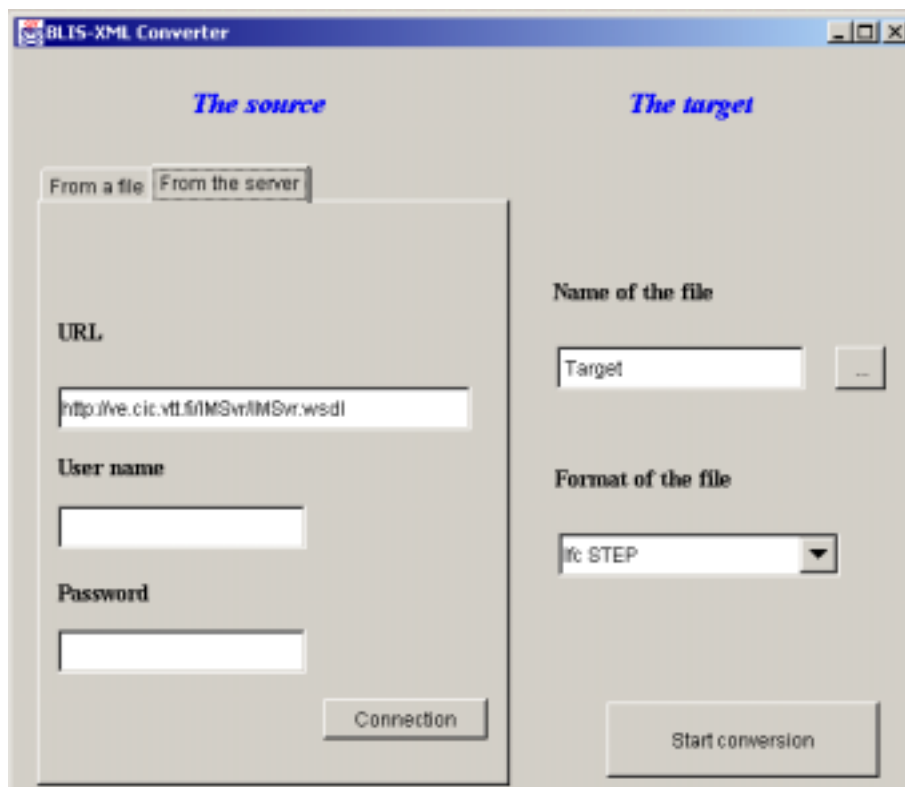 BLIS-XML Converter
The source
The target
From a file
From the server
URL
http://ve.cic.vtt.fi/IMSvr/IMSvr.wsdl
User name
Password
Connection
Name of the file
Target
...
Format of the file
Ifc STEP
Start conversion